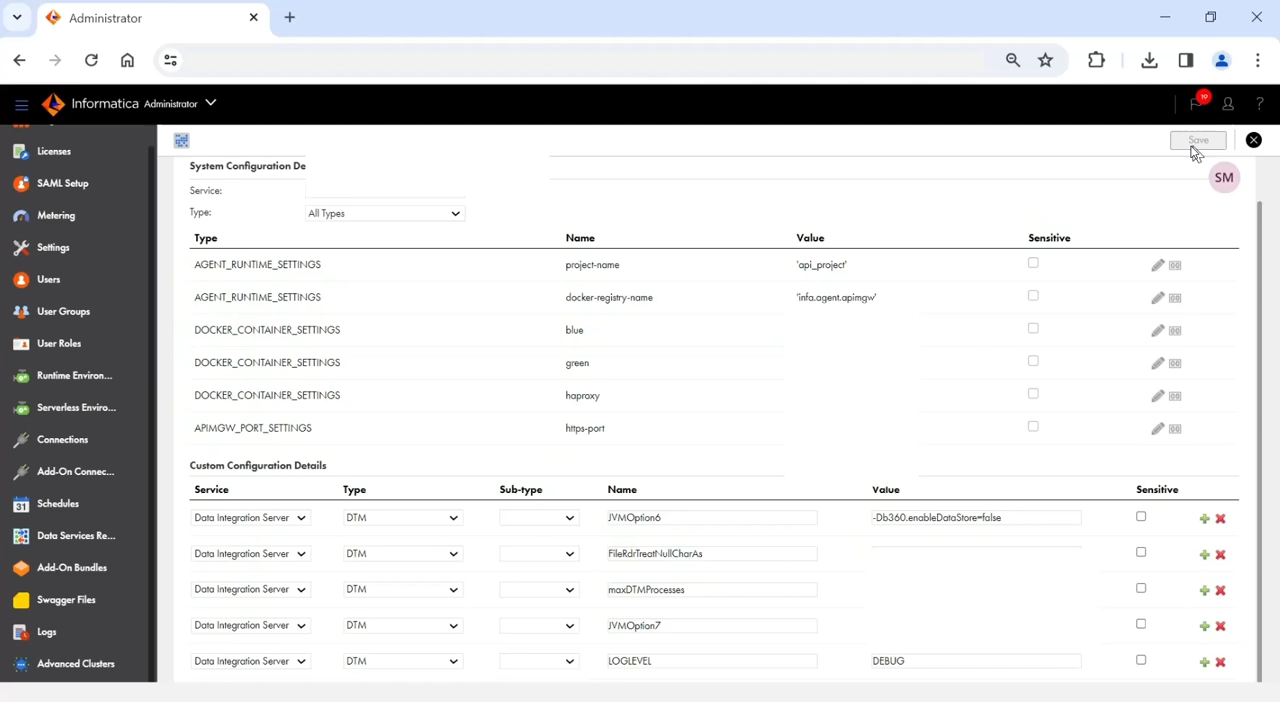 Administrator
Informatica Administrator
19
?
Licenses
SAML Setup
Metering
Settings
Users
User Groups
User Roles
Runtime Environ...
Serverless Enviro...
Connections
Add-On Connec...
31 Schedules
Data Services Re...
Add-On Bundles
Swagger Files
Logs
Advanced Clusters
Save
SM
System Configuration De
Service:
Type: All Types
Type Name Value Sensitive
AGENT_RUNTIME_SETTINGS project-name 'api_project'
AGENT_RUNTIME_SETTINGS docker-registry-name 'infa.agent.apimgw'
DOCKER_CONTAINER_SETTINGS blue
DOCKER_CONTAINER_SETTINGS green
DOCKER_CONTAINER_SETTINGS haproxy
APIMGW_PORT_SETTINGS https-port
Custom Configuration Details
Service Type Sub-type Name Value Sensitive
Data Integration Server DTM JVMOption6 -Db360.enableDataStore=false
Data Integration Server DTM FileRdrTreatNullCharAs
Data Integration Server DTM maxDTMProcesses
Data Integration Server DTM JVMOption7
Data Integration Server DTM LOGLEVEL DEBUG